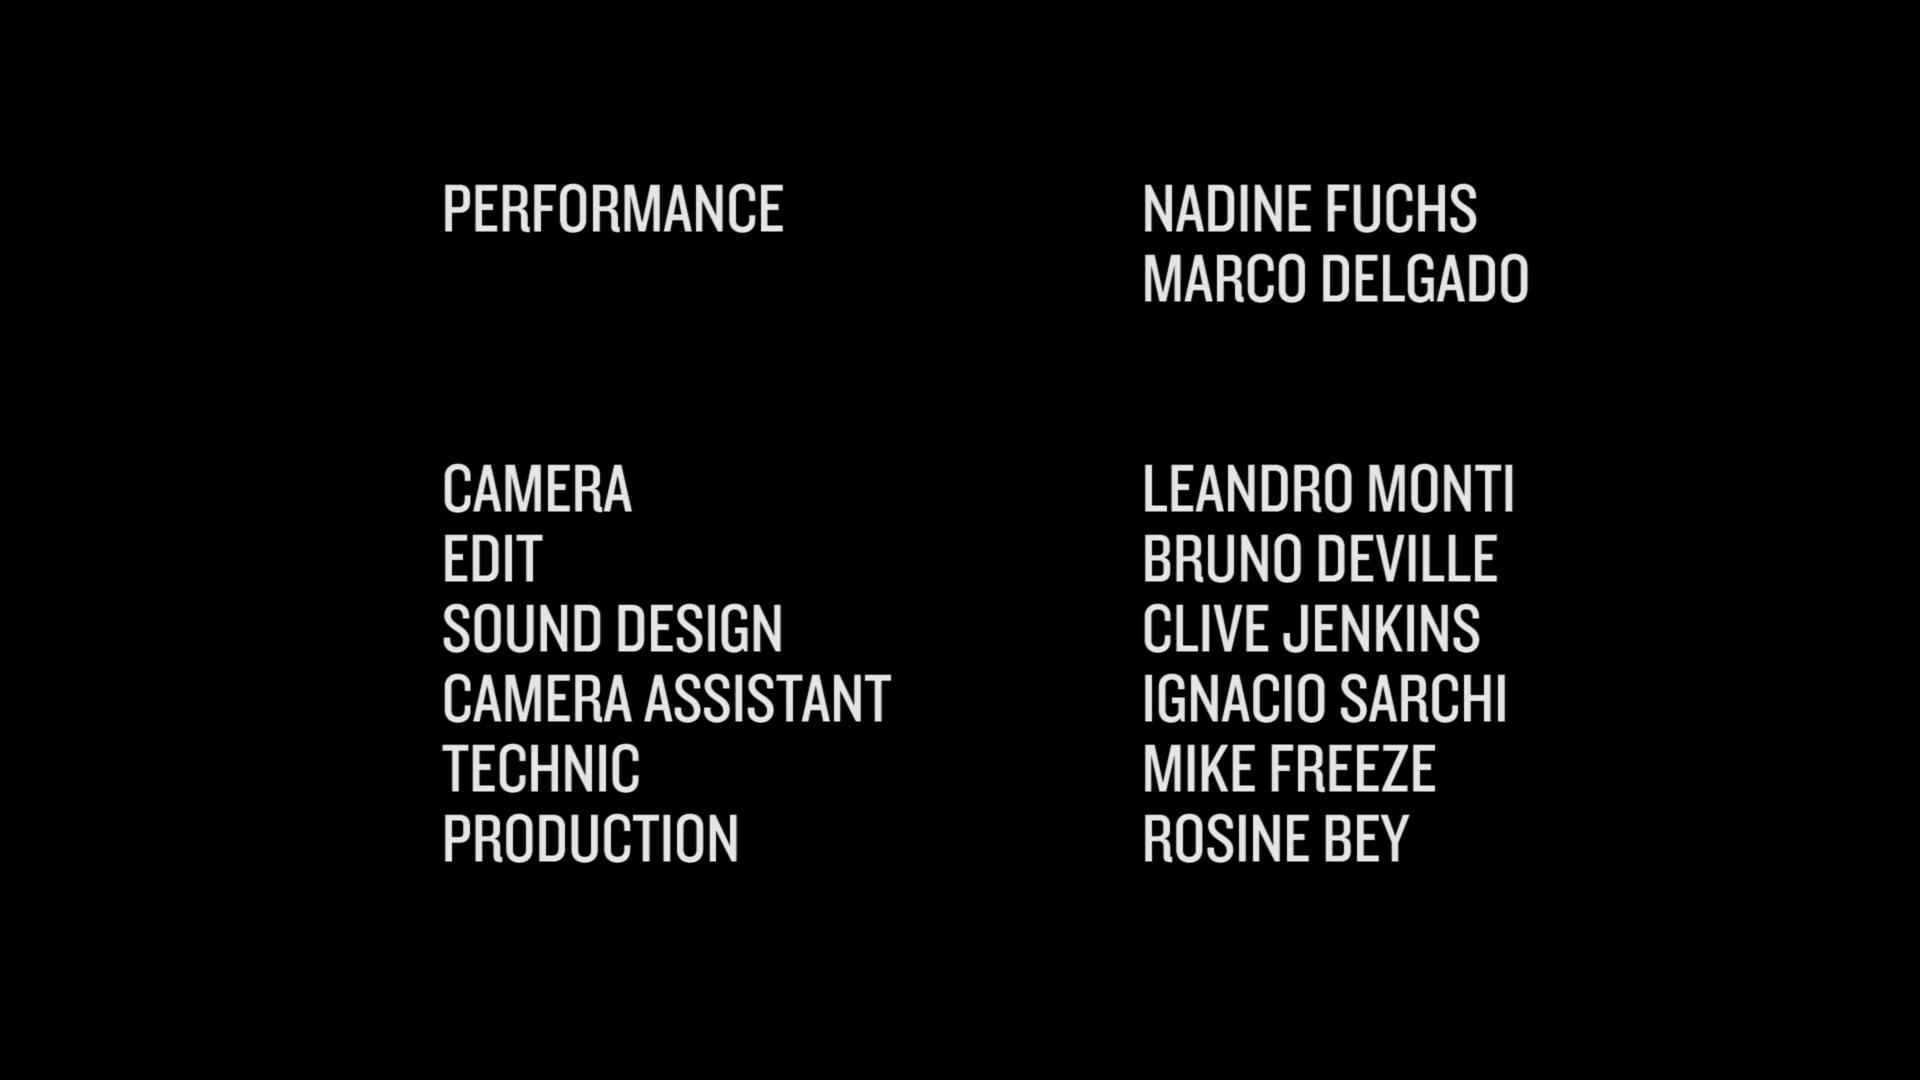 PERFORMANCE NADINE FUCHS
MARCO DELGADO
CAMERA LEANDRO MONTI
EDIT BRUNO DEVILLE
SOUND DESIGN CLIVE JENKINS
CAMERA ASSISTANT IGNACIO SARCHI
TECHNIC MIKE FREEZE
PRODUCTION ROSINE BEY